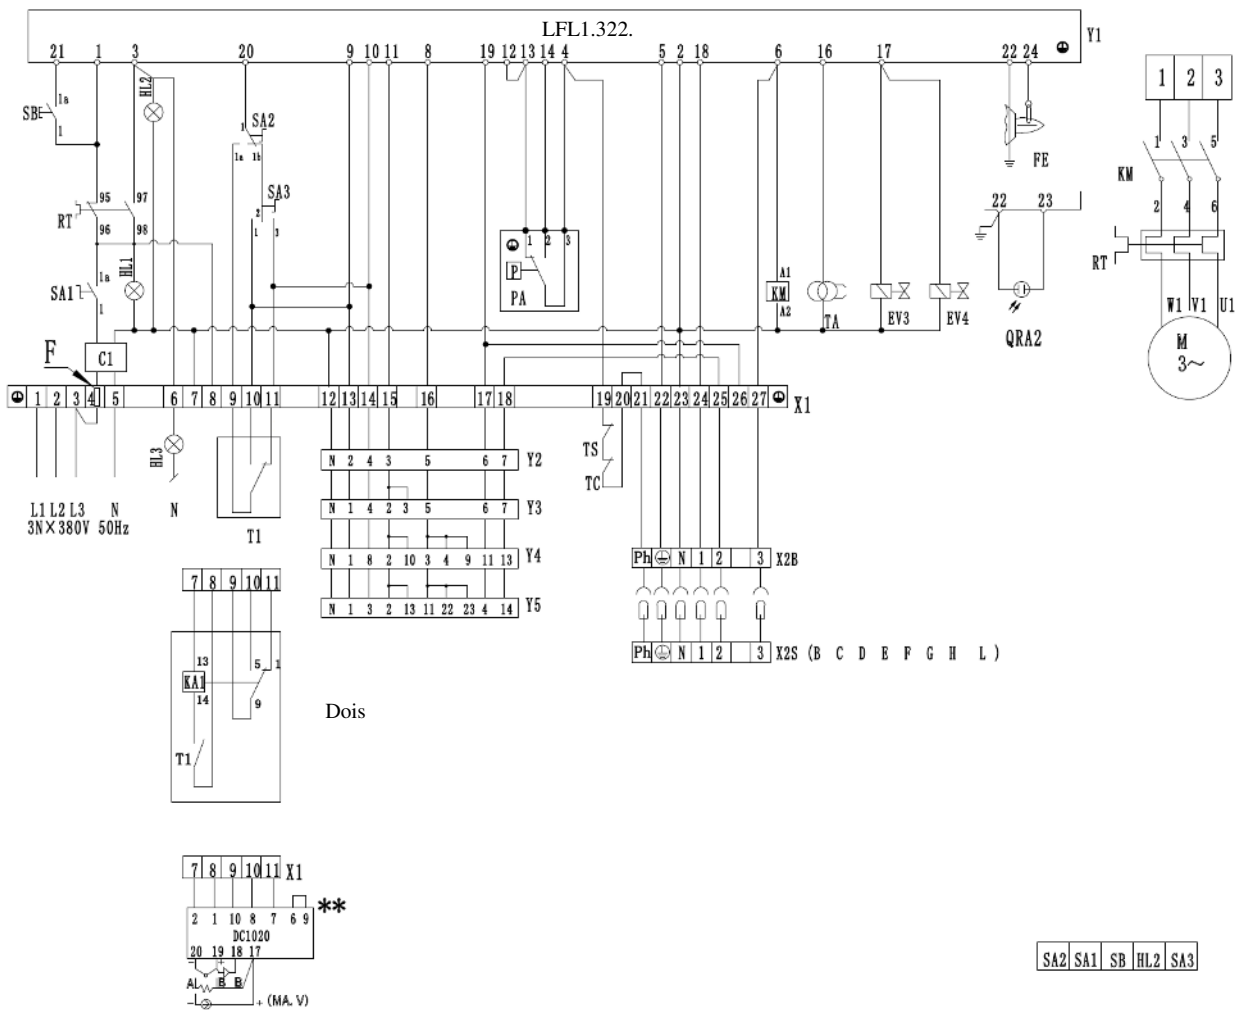 LFL1.322.
21 1 3 20 9 10 11 8 19 12 13 14 4 5 2 18 6 16 17 22 24 Y1
HL2
SB 1a
1
SA2
1
1a 1b
SA3
2
1 3
95 97
RT
96 98
HL1
SA1 1a
1
F
C1
1 2 3
P
PA
A1
KM
A2
TA
EV3
EV4
FE
22 23
QRA2
1 2 3
1 3 5
KM
2 4 6
RT
W1 V1 U1
M
3~
1 2 3 4 5 6 7 8 9 10 11 12 13 14 15 16 17 18 19 20 21 22 23 24 25 26 27 X1
HL3
L1 L2 L3 N N
3N×380V 50Hz
T1
TS
TC
N 2 4 3 5 6 7 Y2
N 1 4 2 3 5 6 7 Y3
N 1 8 2 10 3 4 9 11 13 Y4
N 1 3 2 13 11 22 23 4 14 Y5
Ph N 1 2 3 X2B
Ph N 1 2 3 X2S (B C D E F G H L )
7 8 9 10 11
13 5 1
KA1
14 9
T1
Dois
7 8 9 10 11 X1
**
2 1 10 8 7 6 9
DC1020
20 19 18 17
- +
AL B B
- + (MA. V)
SA2 SA1 SB HL2 SA3